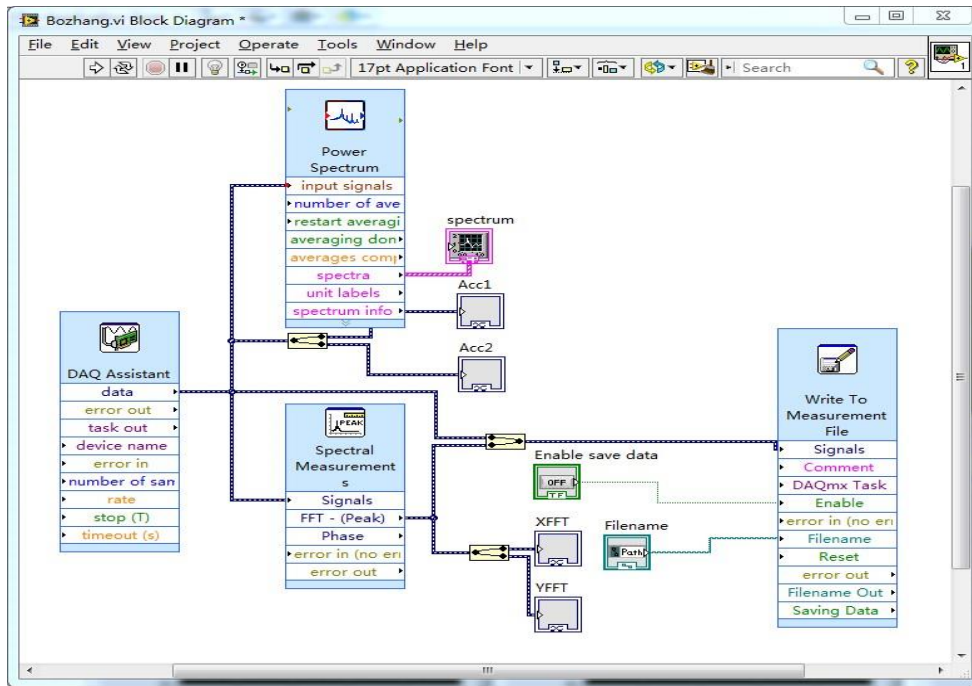 Bozhang.vi Block Diagram *
File Edit View Project Operate Tools Window Help
17pt Application Font
Search
1
Power
Spectrum
input signals
number of ave
restart averagi
averaging don
averages comp
spectra
unit labels
spectrum info
spectrum
Acc1
Acc2
DAQ Assistant
data
error out
task out
device name
error in
number of san
rate
stop (T)
timeout (s)
PEAK
Spectral
Measurement
s
Signals
FFT - (Peak)
Phase
error in (no erri
error out
Enable save data
OFF
TF
XFFT
YFFT
Filename
Path
Write To
Measurement
File
Signals
Comment
DAQmx Task
Enable
error in (no erri
Filename
Reset
error out
Filename Out
Saving Data